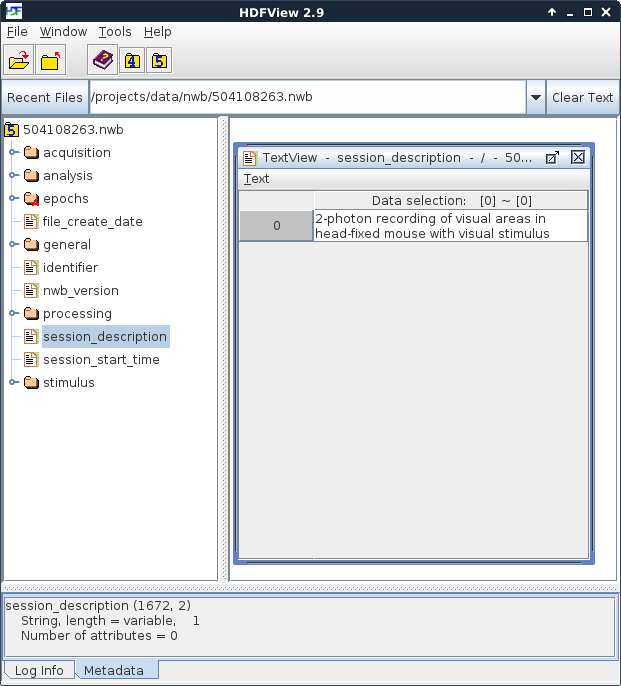 HDFView 2.9
File Window Tools Help
4 5
Recent Files /projects/data/nwb/504108263.nwb Clear Text
5 504108263.nwb
acquisition
analysis
epochs
file_create_date
general
identifier
nwb_version
processing
session_description
session_start_time
stimulus
TextView - session_description - / - 50...
Text
Data selection: [0] ~ [0]
0 2-photon recording of visual areas in
head-fixed mouse with visual stimulus
session_description (1672, 2)
String, length = variable, 1
Number of attributes = 0
Log Info Metadata